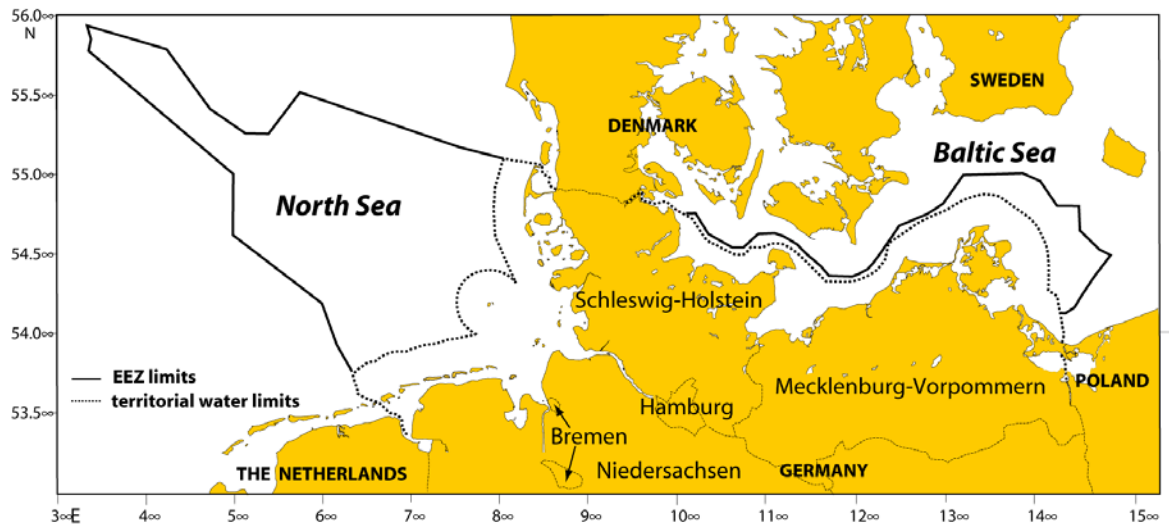 56.0∞
N
55.5∞
55.0∞
54.5∞
54.0∞
53.5∞
SWEDEN
DENMARK
Baltic Sea
North Sea
Schleswig-Holstein
EEZ limits
territorial water limits
Mecklenburg-Vorpommern
POLAND
Hamburg
Bremen
THE NETHERLANDS
Niedersachsen
GERMANY
3∞E
4∞
5∞
6∞
7∞
8∞
9∞
10∞
11∞
12∞
13∞
14∞
15∞